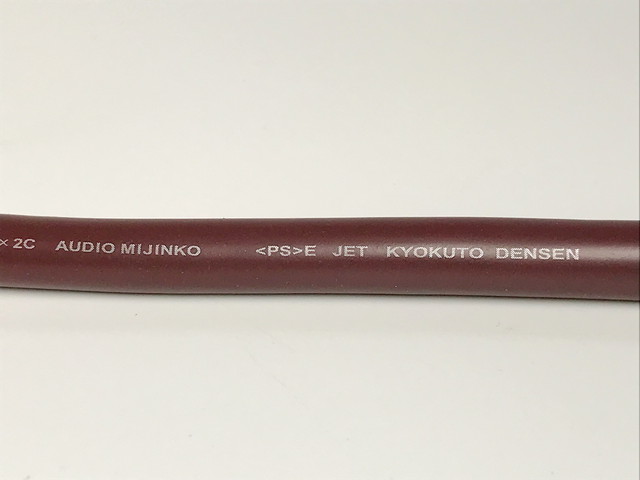 × 2C AUDIO MIJINKO <PS>E JET KYOKUTO DENSEN